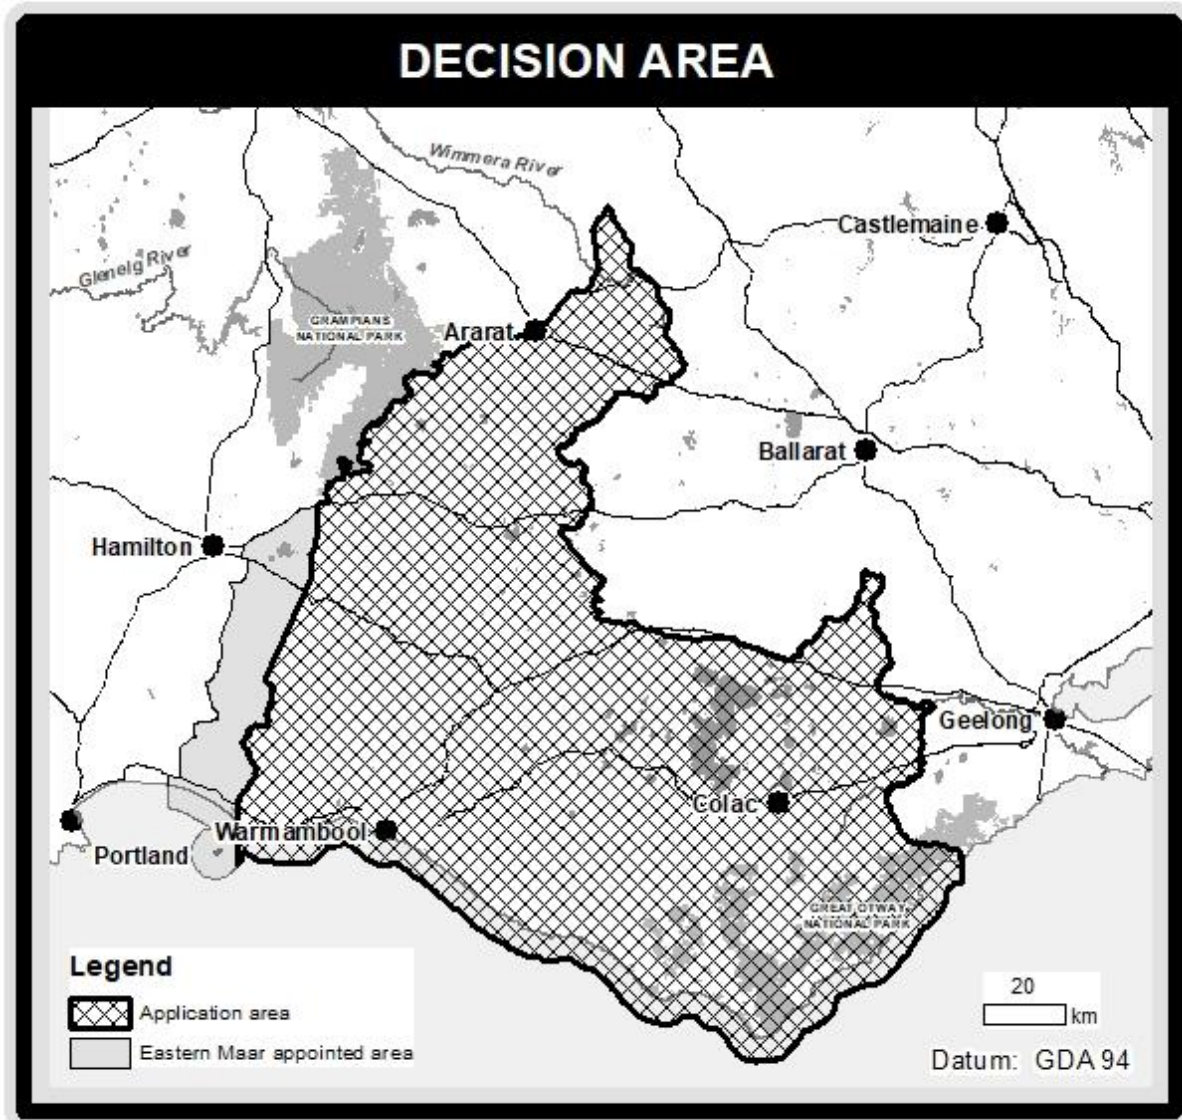 DECISION AREA
Wimmera River
Castlemaine
Glenelg River
GRAMPIANS
NATIONAL PARK
Ararat
Ballarat
Hamilton
Geelong
Colac
Warrnambool
Portland
GREAT OTWAY
NATIONAL PARK
Legend
Application area
Eastern Maar appointed area
20
km
Datum: GDA 94